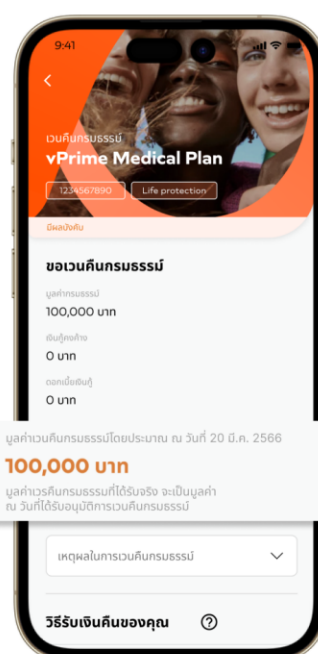 9:41
เวนคืนกรมธรรม์
vPrime Medical Plan
1234567890
Life protection
มีผลบังคับ
ขอเวนคืนกรมธรรม์
มูลค่ากรมธรรม์
100,000 บาท
เงินกู้คงค้าง
0 บาท
ดอกเบี้ยเงินกู้
0 บาท
มูลค่าเวนคืนกรมธรรม์โดยประมาณ ณ วันที่ 20 มี.ค. 2566
100,000 บาท
มูลค่าเวรคืนกรมธรรมที่ได้รับจริง จะเป็นมูลค่า
ณ วันที่ได้รับอนุมัติการเวนคืนกรมธรรม์
เหตุผลในการเวนคืนกรมธรรม์
วิธีรับเงินคืนของคุณ ?